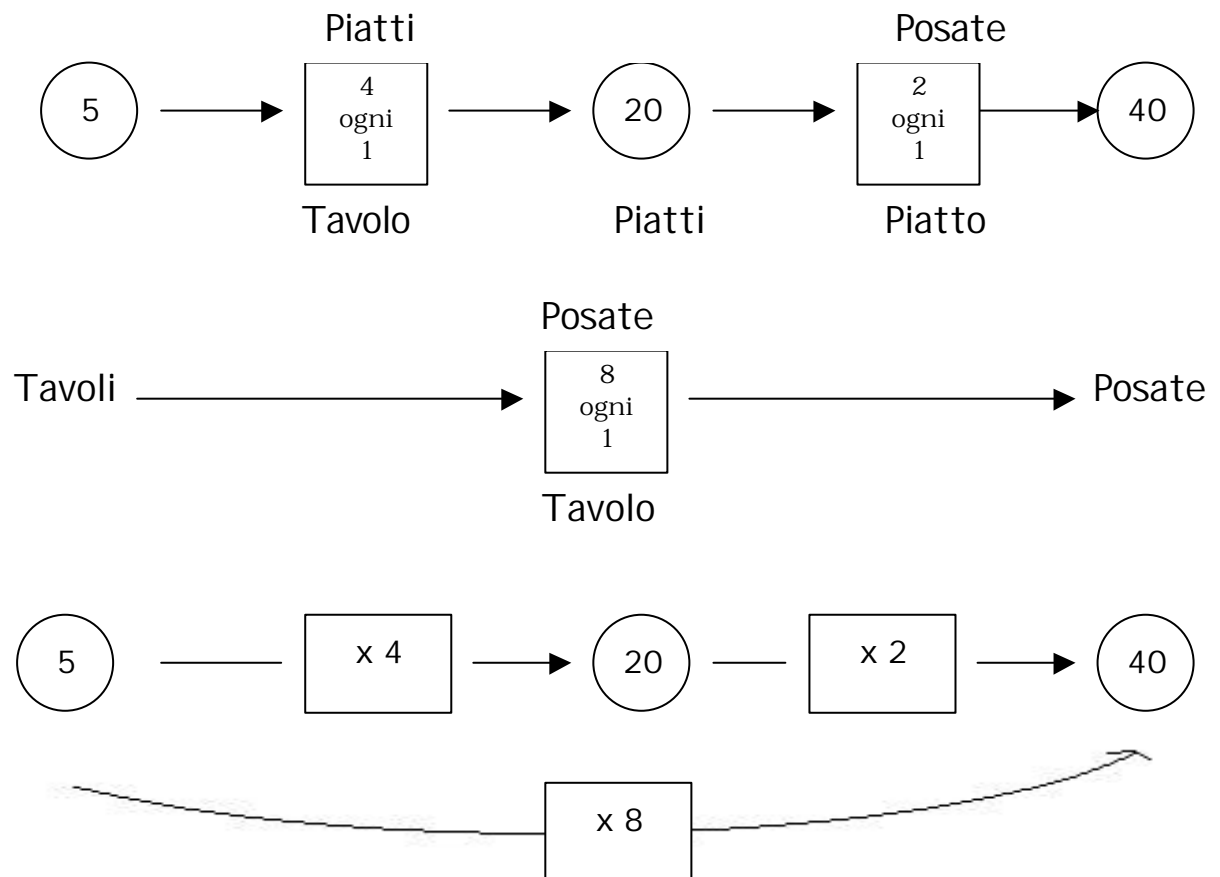 Piatti Posate
5 4 ogni 1 20 2 ogni 1 40
Tavolo Piatti Piatto
Posate
Tavoli 8 ogni 1 Posate
Tavolo
5 x 4 20 x 2 40
x 8